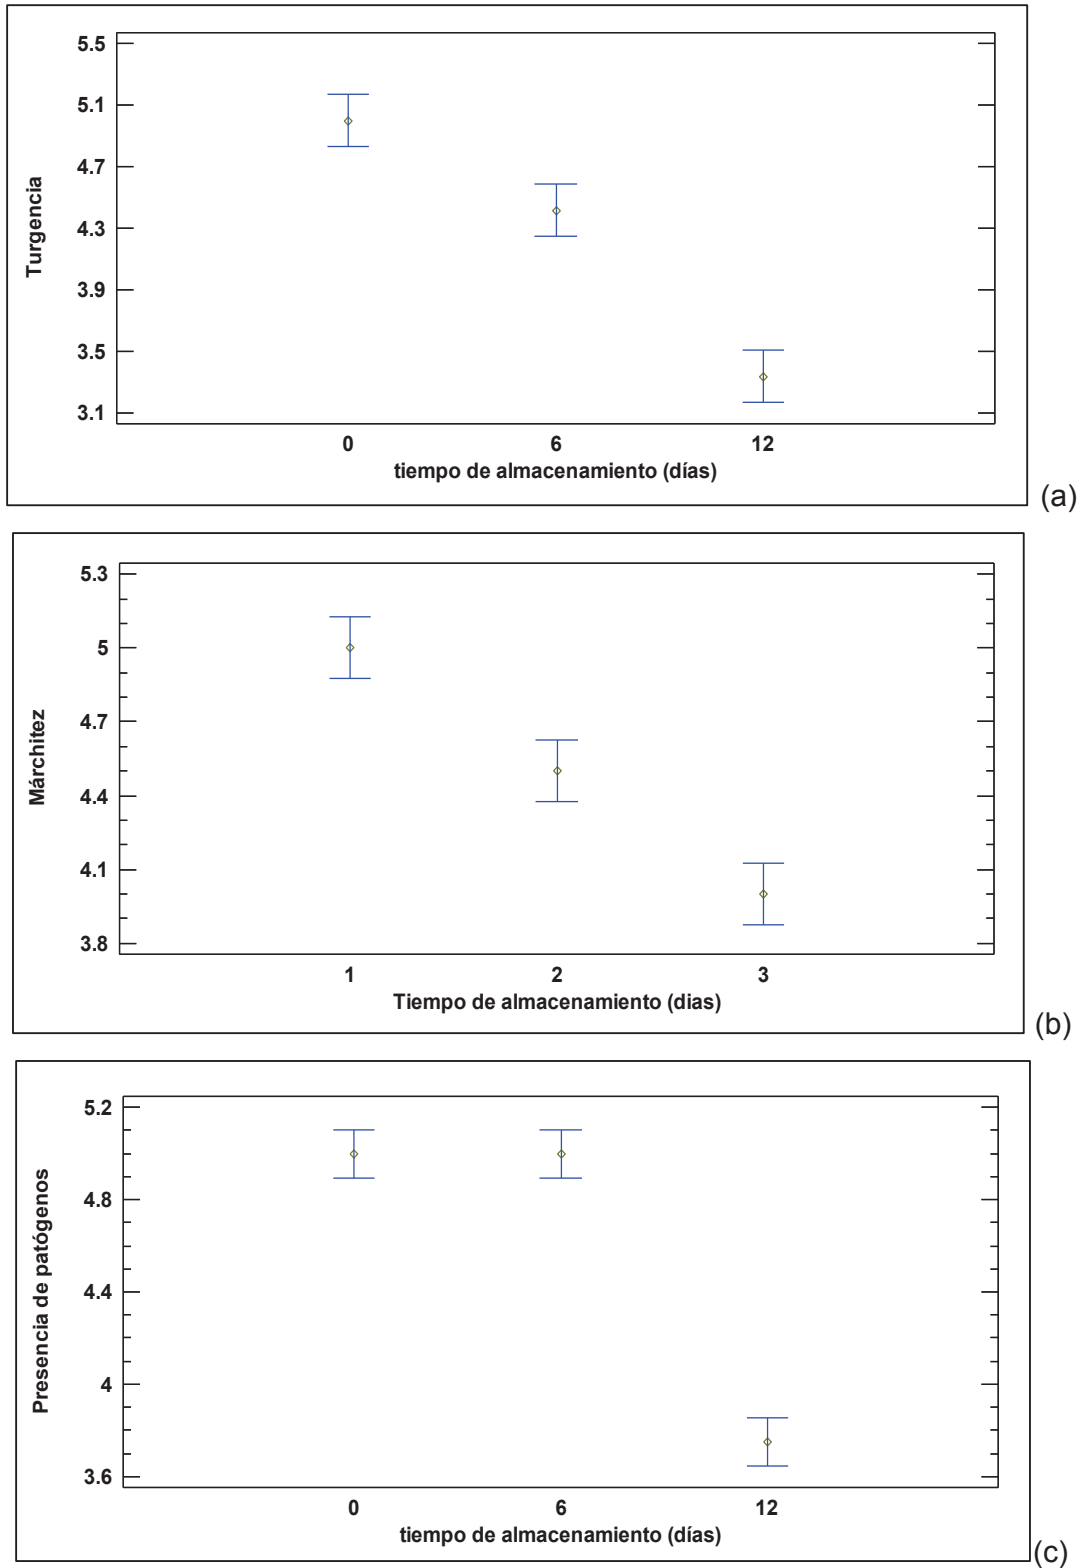 5.5
5.1
4.7
4.3
3.9
3.5
3.1
Turgencia
0 6 12
tiempo de almacenamiento (días)
(a)
5.3
5
4.7
4.4
4.1
3.8
Márchitez
1 2 3
Tiempo de almacenamiento (dias)
(b)
5.2
4.8
4.4
4
3.6
Presencia de patógenos
0 6 12
tiempo de almacenamiento (días)
(c)